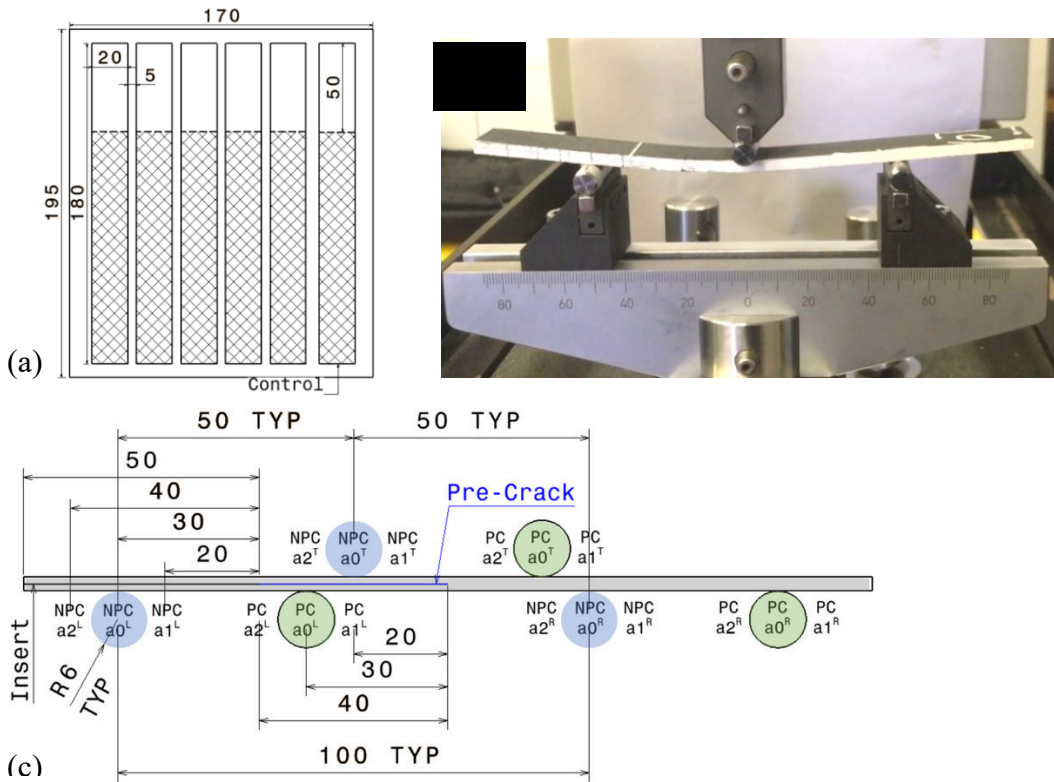 170
20
5
50
195
180
Control
(a)
80 60 40 20 0 20 40 60 80
50 TYP 50 TYP
50
40
30
20
Pre-Crack
NPC NPC NPC PC PC PC
a2ᵀ a0ᵀ a1ᵀ a2ᵀ a0ᵀ a1ᵀ
NPC NPC NPC PC PC PC NPC NPC NPC PC PC PC
a2ᴸ a0ᴸ a1ᴸ a2ᴸ a0ᴸ a1ᴸ a2ᴿ a0ᴿ a1ᴿ a2ᴿ a0ᴿ a1ᴿ
Insert
R6
TYP
20
30
40
100 TYP
(c)